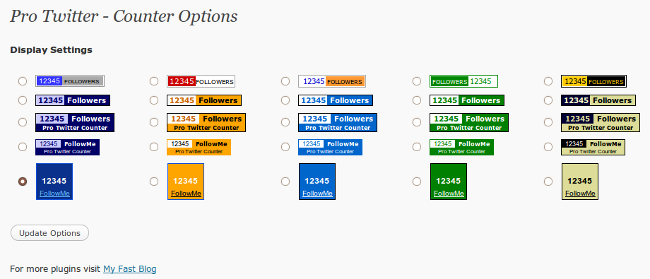 Pro Twitter - Counter Options
Display Settings
12345 FOLLOWERS 12345 FOLLOWERS 12345 FOLLOWERS FOLLOWERS 12345 12345 FOLLOWERS
12345 Followers 12345 Followers 12345 Followers 12345 Followers 12345 Followers
12345 Followers 12345 Followers 12345 Followers 12345 Followers 12345 Followers
Pro Twitter Counter Pro Twitter Counter Pro Twitter Counter Pro Twitter Counter Pro Twitter Counter
12345 FollowMe 12345 FollowMe 12345 FollowMe 12345 FollowMe 12345 FollowMe
Pro Twitter Counter Pro Twitter Counter Pro Twitter Counter Pro Twitter Counter Pro Twitter Counter
12345 12345 12345 12345 12345
FollowMe FollowMe FollowMe FollowMe FollowMe
Update Options
For more plugins visit My Fast Blog